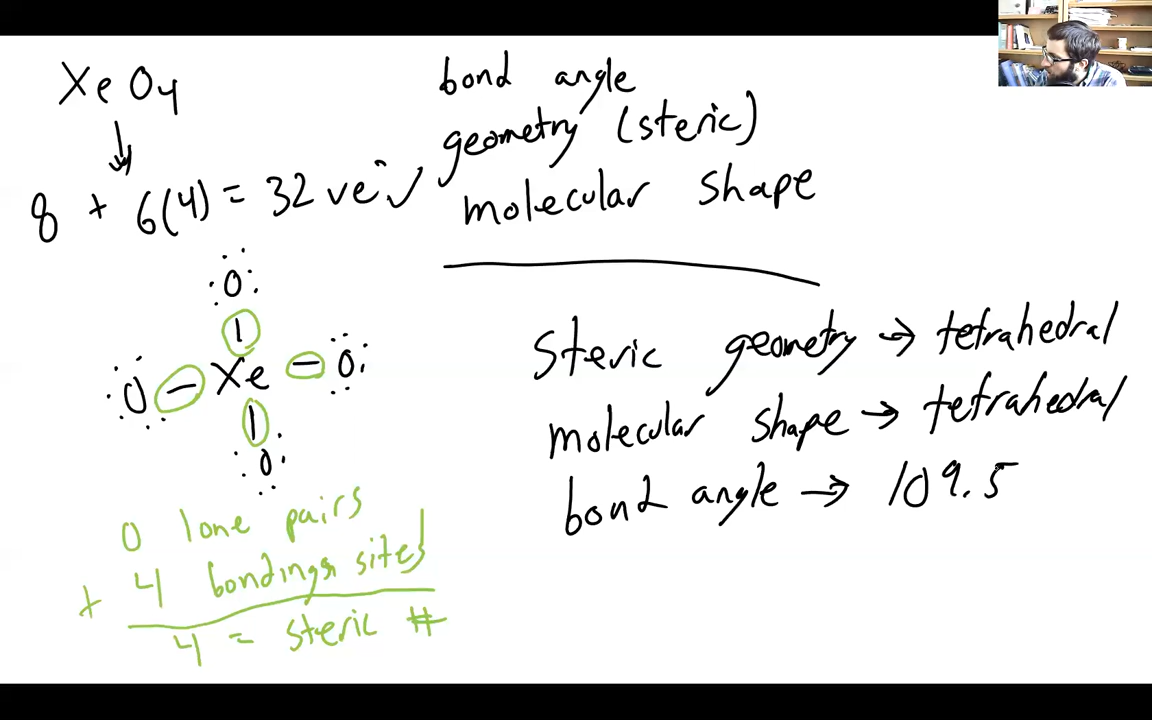 XeO4
↓
8 + 6(4) = 32 ve⁻ ✓
O
|
O − Xe − O
|
O
0 lone pairs
+ 4 bondings sites
4 = steric #
bond angle
geometry (steric)
molecular shape
Steric geometry → tetrahedral
molecular shape → tetrahedral
bond angle → 109.5